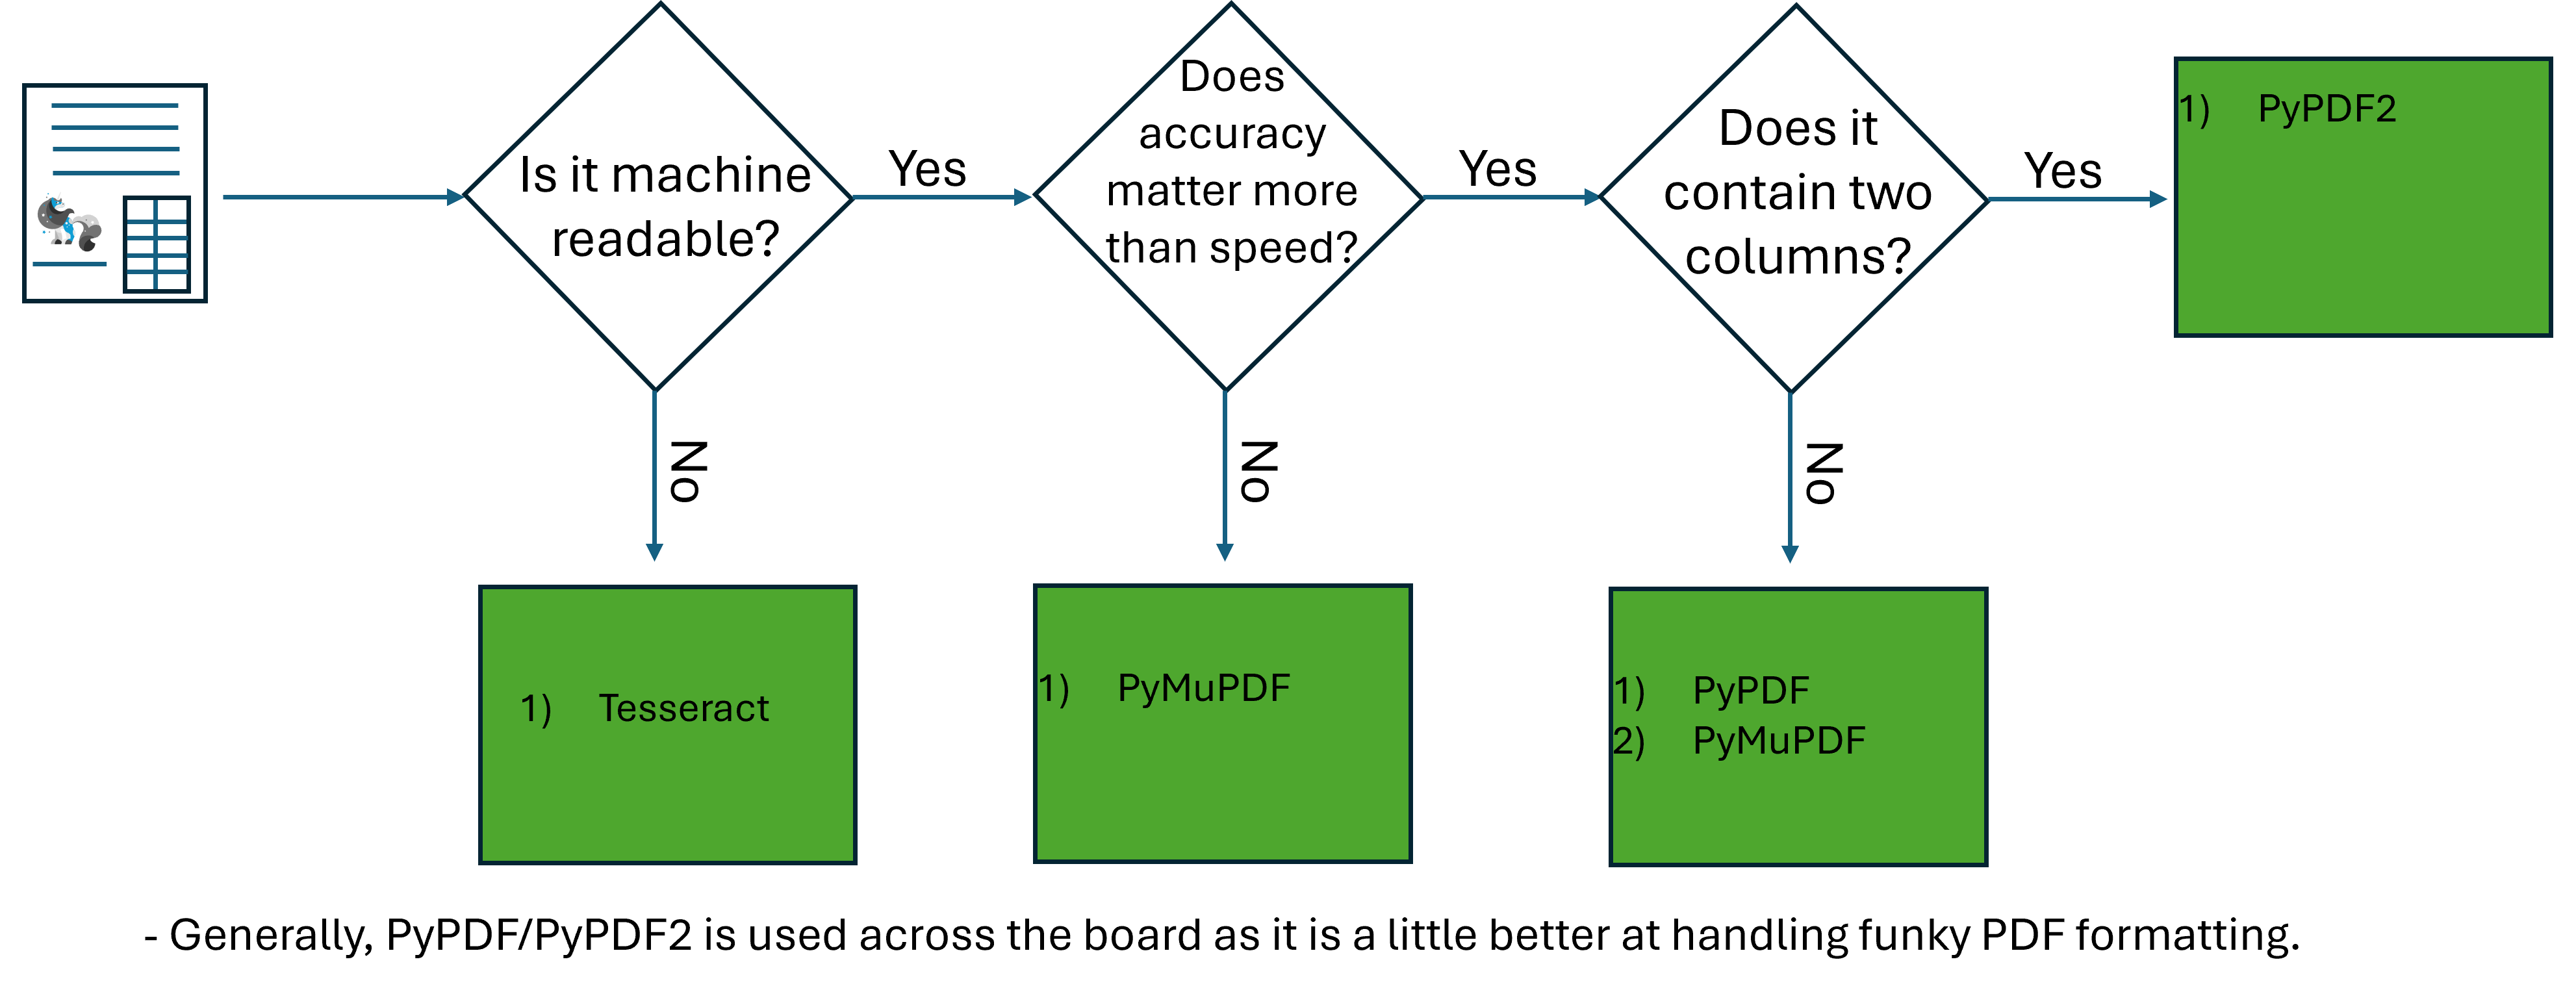 Is it machine
readable?
Yes
Does
accuracy
matter more
than speed?
Yes
Does it
contain two
columns?
Yes
1) PyPDF2
No
No
No
1) Tesseract
1) PyMuPDF
1) PyPDF
2) PyMuPDF
- Generally, PyPDF/PyPDF2 is used across the board as it is a little better at handling funky PDF formatting.